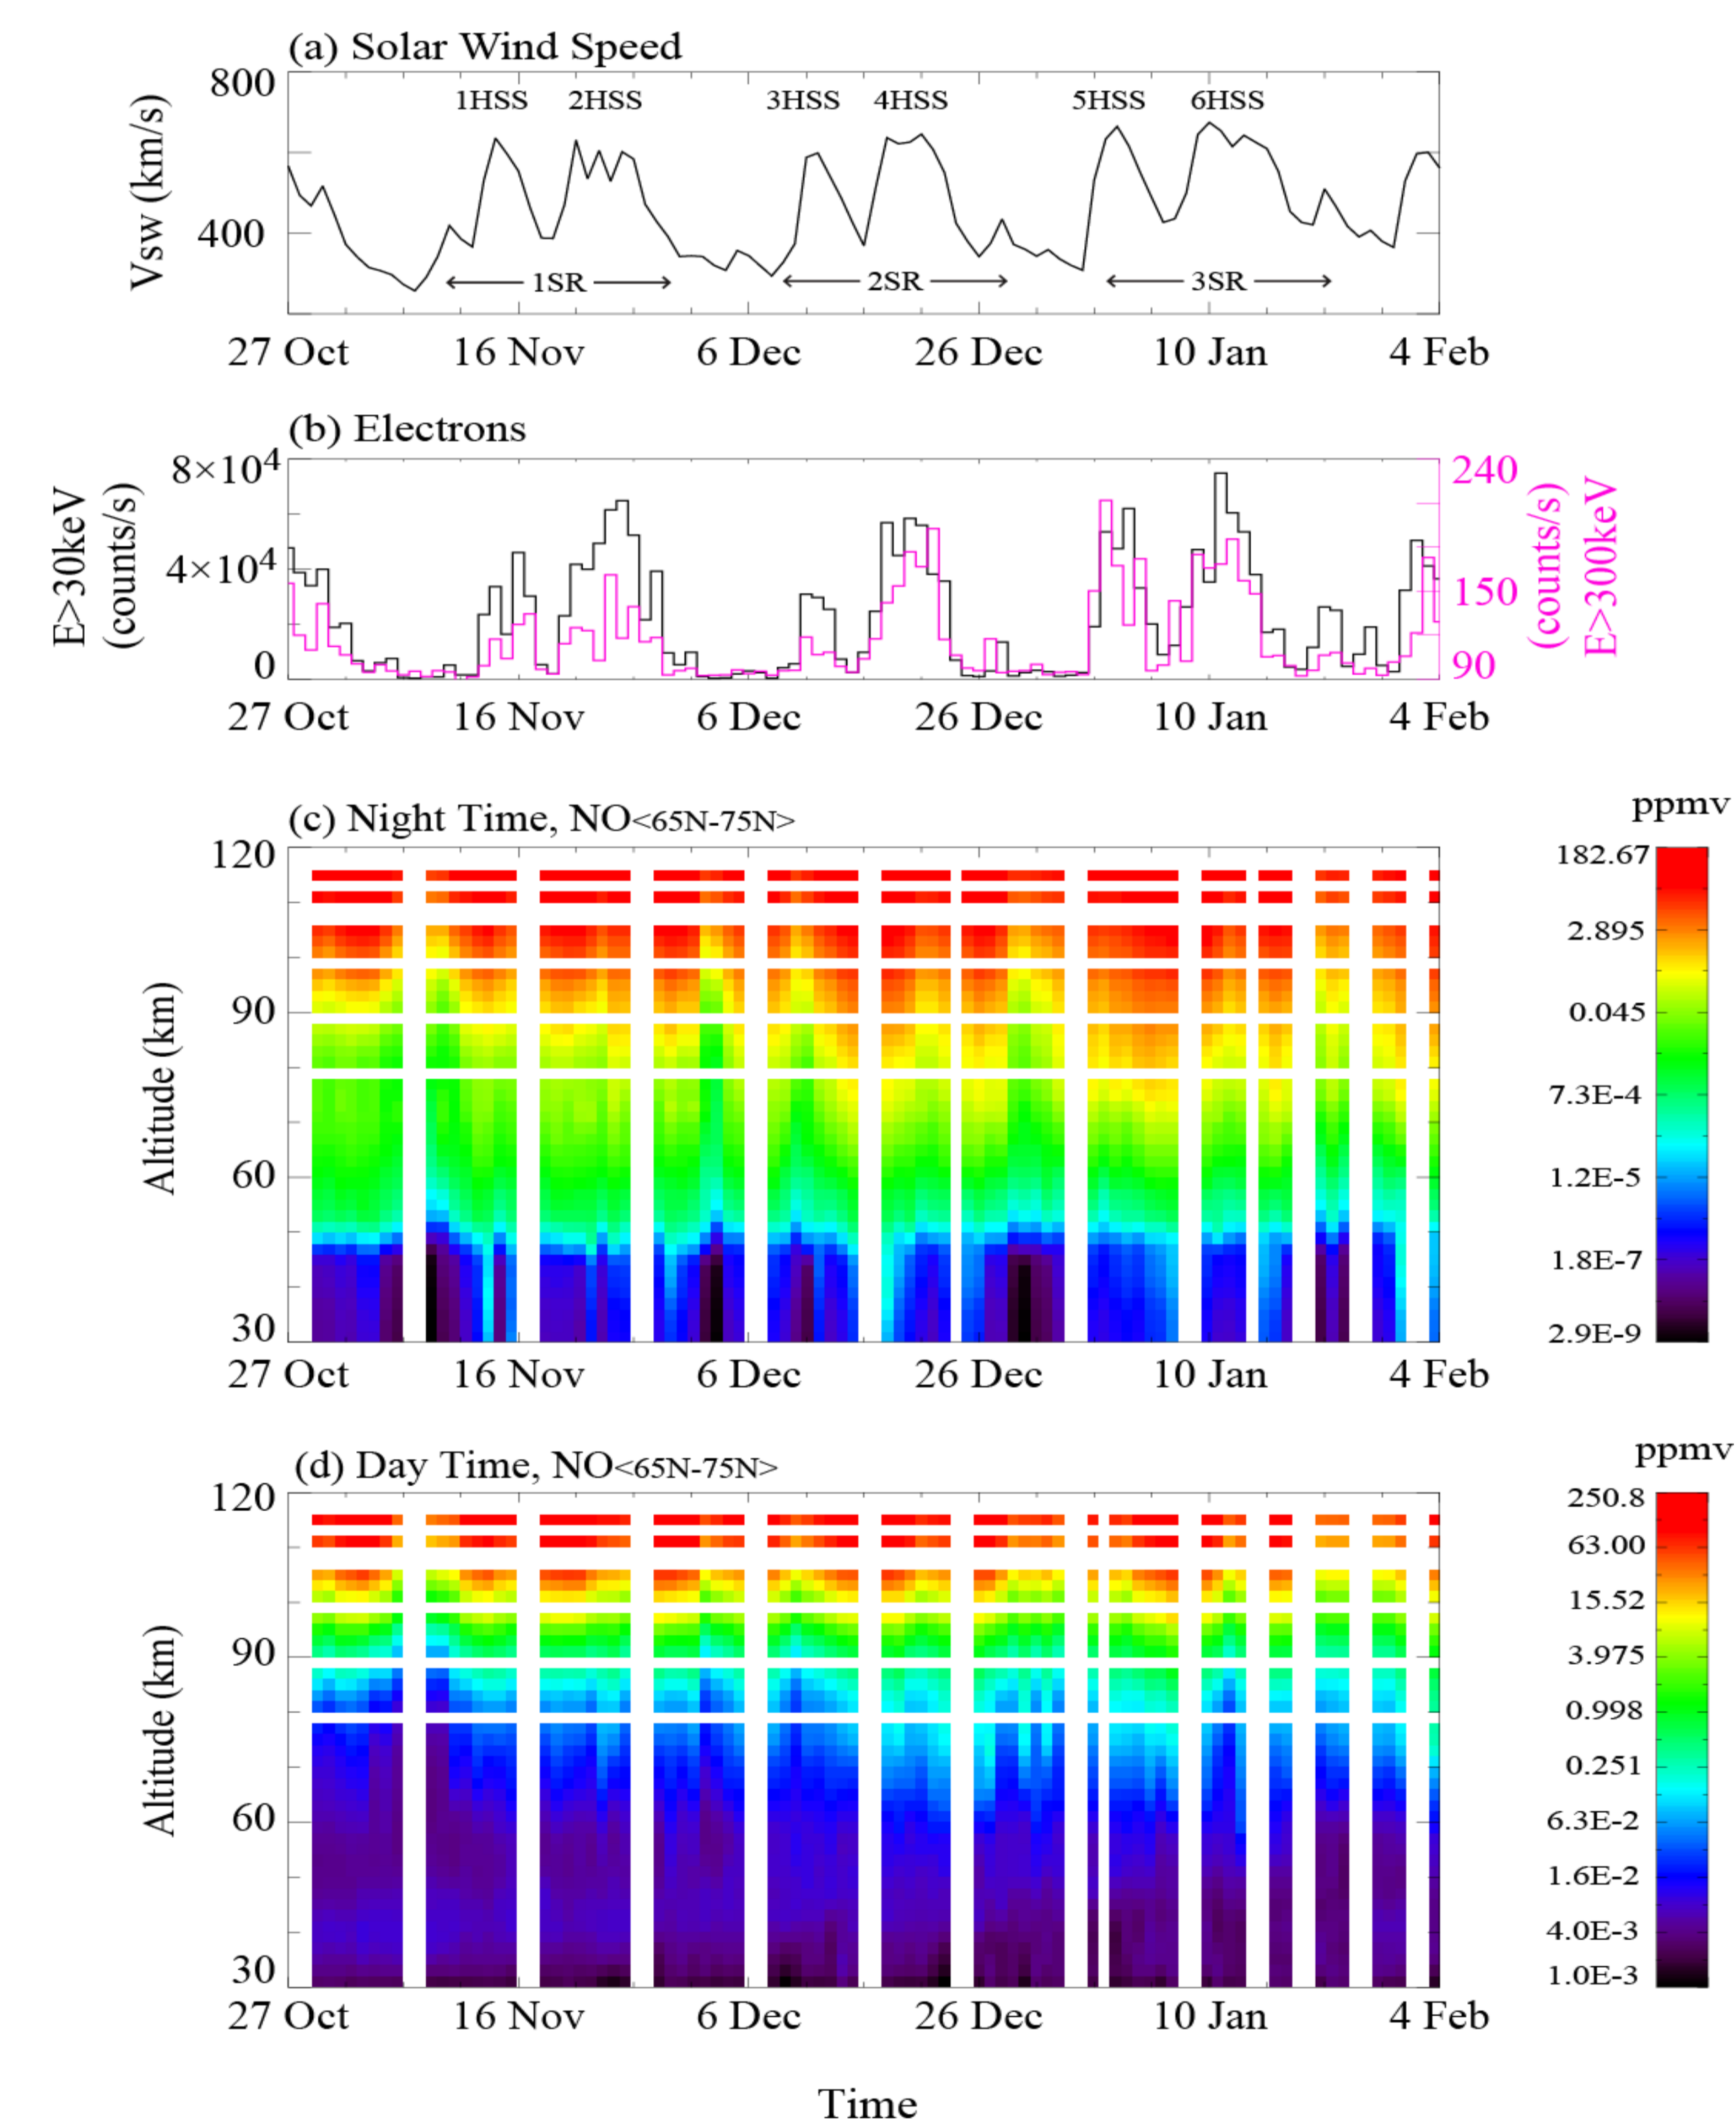 (a) Solar Wind Speed
800
400
Vsw (km/s)
1HSS 2HSS 3HSS 4HSS 5HSS 6HSS
1SR 2SR 3SR
27 Oct 16 Nov 6 Dec 26 Dec 10 Jan 4 Feb
(b) Electrons
8×10⁴
4×10⁴
0
E>30keV
(counts/s)
240
150
90
(counts/s)
E>300keV
27 Oct 16 Nov 6 Dec 26 Dec 10 Jan 4 Feb
(c) Night Time, NO<65N-75N>
120
90
60
30
Altitude (km)
ppmv
182.67
2.895
0.045
7.3E-4
1.2E-5
1.8E-7
2.9E-9
27 Oct 16 Nov 6 Dec 26 Dec 10 Jan 4 Feb
(d) Day Time, NO<65N-75N>
120
90
60
30
Altitude (km)
ppmv
250.8
63.00
15.52
3.975
0.998
0.251
6.3E-2
1.6E-2
4.0E-3
1.0E-3
27 Oct 16 Nov 6 Dec 26 Dec 10 Jan 4 Feb
Time